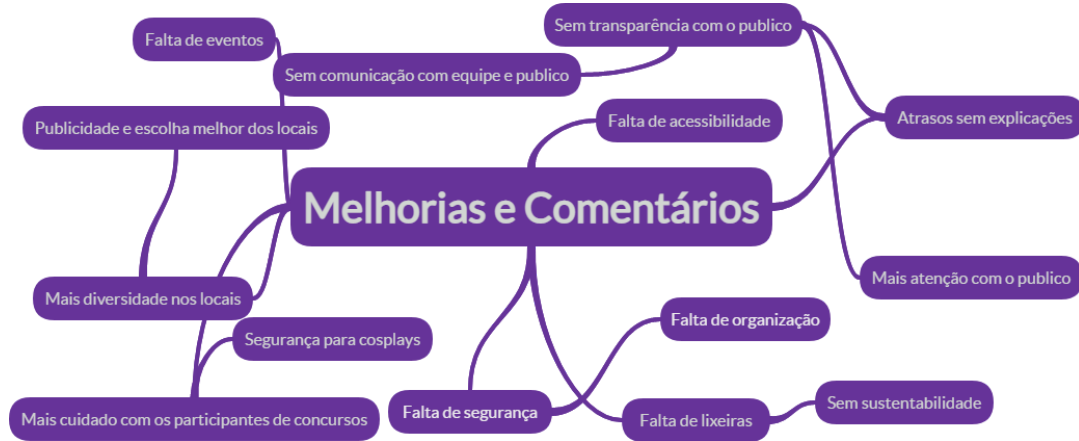 Sem transparência com o publico
Falta de eventos
Sem comunicação com equipe e publico
Atrasos sem explicações
Falta de acessibilidade
Publicidade e escolha melhor dos locais
Melhorias e Comentários
Mais atenção com o publico
Mais diversidade nos locais
Falta de organização
Segurança para cosplays
Sem sustentabilidade
Falta de segurança
Mais cuidado com os participantes de concursos
Falta de lixeiras